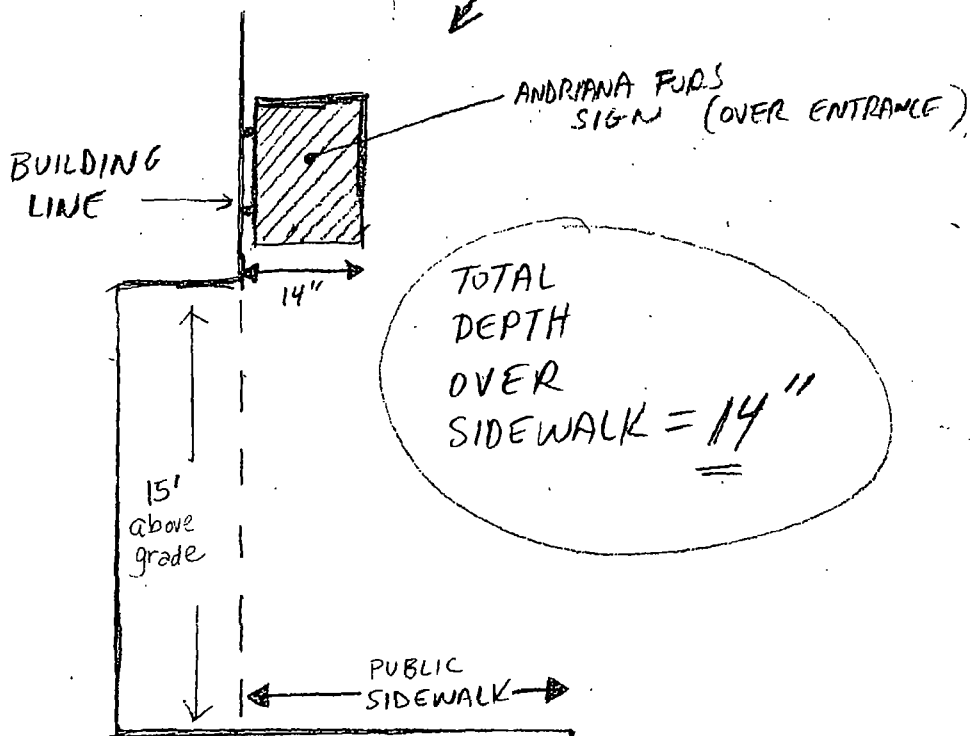 ANDRIANA FURS
SIGN (OVER ENTRANCE)
BUILDING
LINE
14"
TOTAL
DEPTH
OVER
SIDEWALK = 14"
15'
above
grade
PUBLIC
SIDEWALK